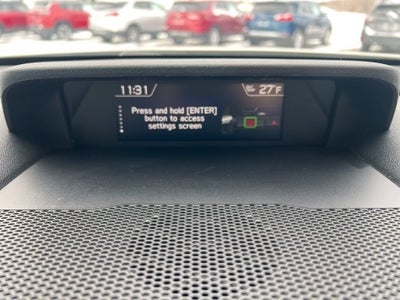 11:31
27°F
Press and hold [ENTER]
button to access
settings screen